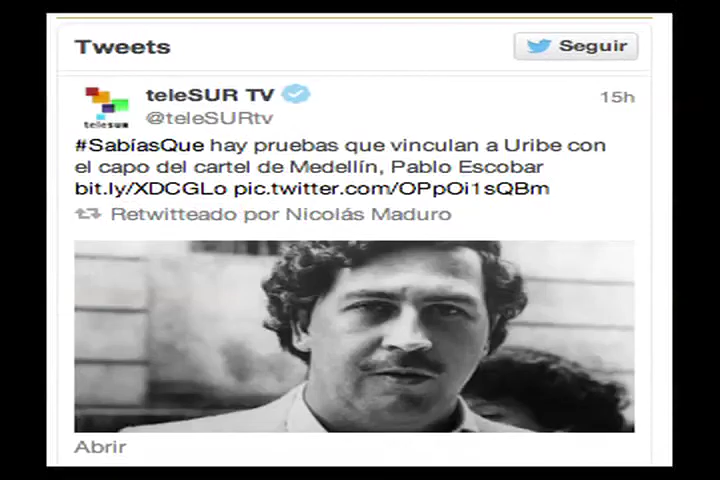 Tweets
Seguir
teleSUR TV
15h
@teleSURtv
telesur
#SabíasQue hay pruebas que vinculan a Uribe con
el capo del cartel de Medellín, Pablo Escobar
bit.ly/XDCGLo pic.twitter.com/OPpOi1sQBm
Retwitteado por Nicolás Maduro
Abrir